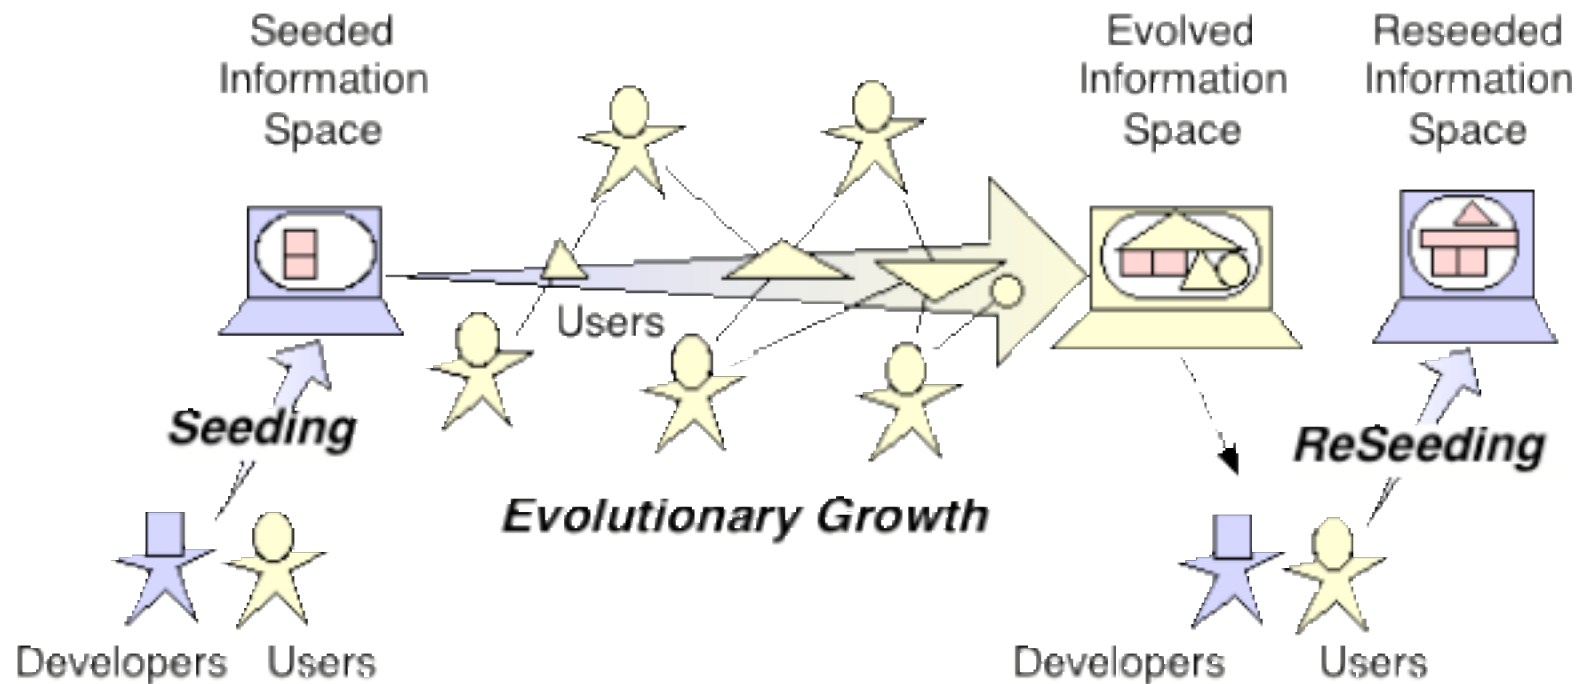 Seeded
Information
Space
Evolved
Information
Space
Reseeded
Information
Space
Users
Seeding
ReSeeding
Evolutionary Growth
Developers
Users
Developers
Users